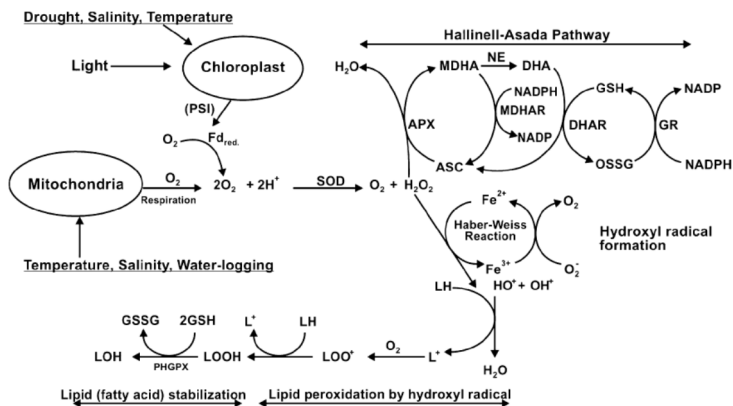 Drought, Salinity, Temperature
Hallinell-Asada Pathway
Light
Chloroplast
H₂O
MDHA
NE
DHA
NADPH
MDHAR
NADP
GSH
NADP
(PSI)
APX
DHAR
GR
O₂
Fd red.
ASC
OSSG
NADPH
Mitochondria
O₂
Respiration
2O₂ + 2H⁺
SOD
O₂ + H₂O₂
Fe²⁺
O₂
Haber-Weiss
Reaction
Hydroxyl radical
formation
Temperature, Salinity, Water-logging
Fe³⁺
O₂⁻
LH
HO⁺ + OH⁺
GSSG
2GSH
L⁺
LH
LOH
PHGPX
LOOH
LOO⁺
O₂
L⁺
H₂O
Lipid (fatty acid) stabilization
Lipid peroxidation by hydroxyl radical